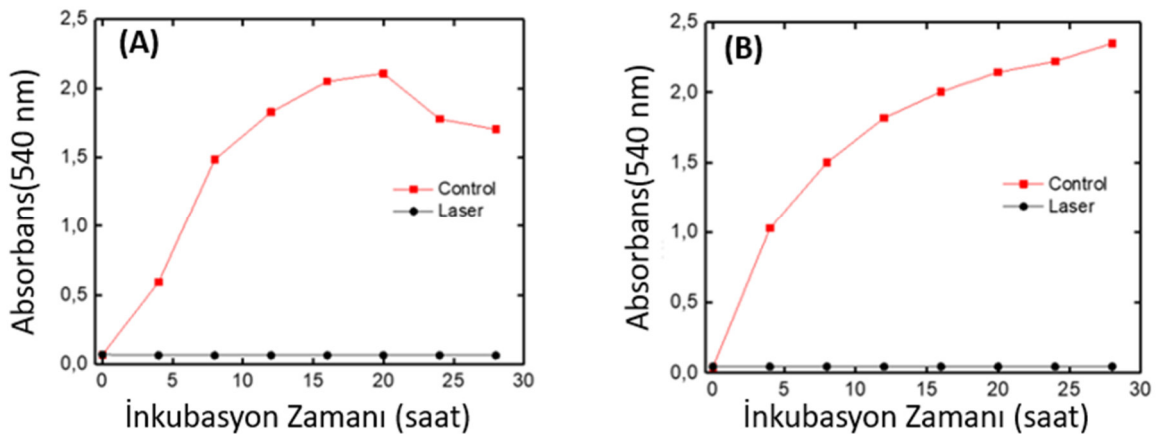 (A)
Absorbans(540 nm)
2,5
2,0
1,5
1,0
0,5
0,0
Control
Laser
0 5 10 15 20 25 30
İnkubasyon Zamanı (saat)
(B)
Absorbans(540 nm)
2,5
2,0
1,5
1,0
0,5
0,0
Control
Laser
0 5 10 15 20 25 30
İnkubasyon Zamanı (saat)